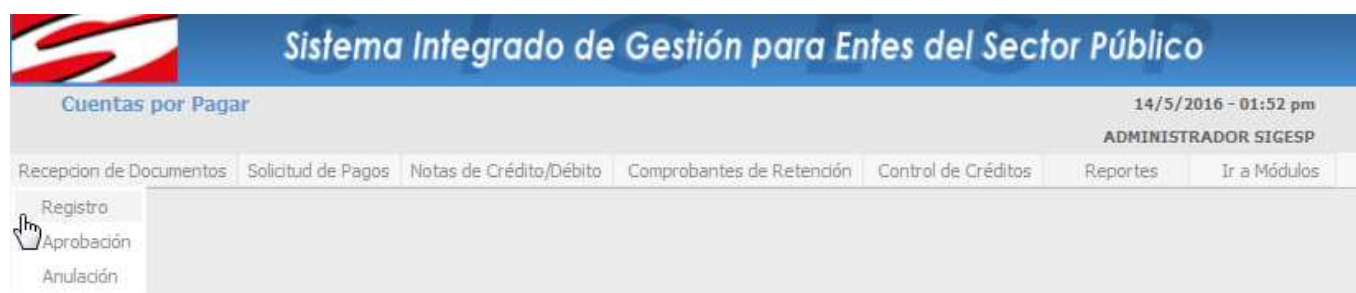 Sistema Integrado de Gestión para Entes del Sector Público
Cuentas por Pagar
14/5/2016 - 01:52 pm
ADMINISTRADOR SIGESP
Recepcion de Documentos Solicitud de Pagos Notas de Crédito/Débito Comprobantes de Retención Control de Créditos Reportes Ir a Módulos
Registro
Aprobación
Anulación